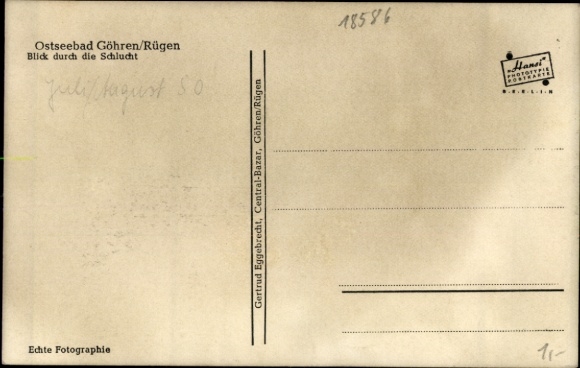 18586
Ostseebad Göhren/Rügen
Blick durch die Schlucht
Juli/August 50
"Hansi"
PHOTOTYPIE
POSTKARTE
B·E·R·L·I·N
Gertrud Eggebrecht, Central-Bazar, Göhren/Rügen
Echte Fotographie
1,-